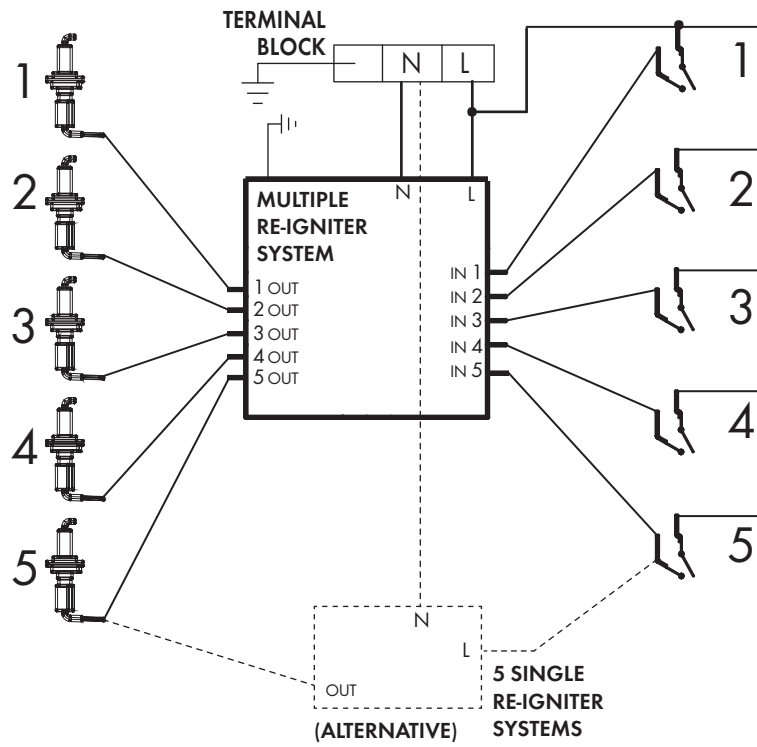 TERMINAL
BLOCK
N L
1
2
3
4
5
N L
MULTIPLE
RE-IGNITER
SYSTEM
1 OUT
2 OUT
3 OUT
4 OUT
5 OUT
IN 1
IN 2
IN 3
IN 4
IN 5
1
2
3
4
5
N
L
OUT
(ALTERNATIVE)
5 SINGLE
RE-IGNITER
SYSTEMS